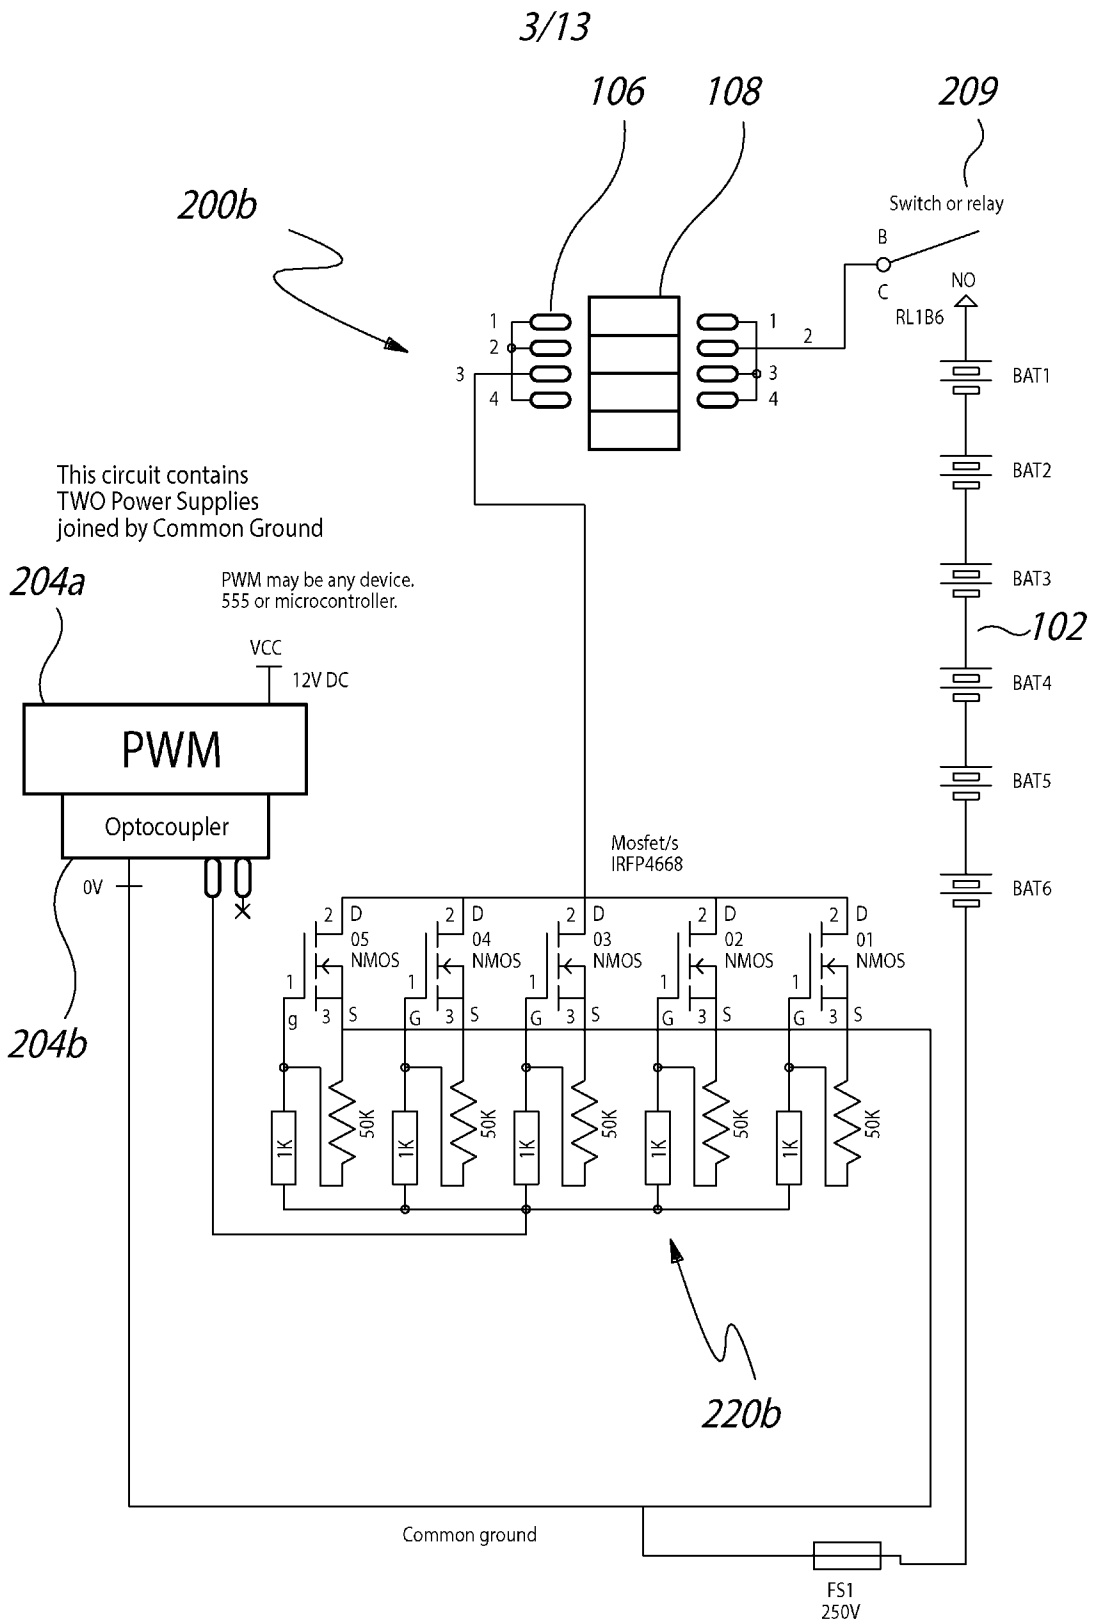 3/13
106
108
209
200b
Switch or relay
B
C
NO
RL1B6
1
2
3
4
1
2
3
4
BAT1
BAT2
BAT3
102
BAT4
BAT5
BAT6
This circuit contains
TWO Power Supplies
joined by Common Ground
204a
PWM may be any device.
555 or microcontroller.
VCC
12V DC
PWM
Optocoupler
0V
204b
Mosfet/s
IRFP4668
2 D
05
NMOS
1
g 3 S
2 D
04
NMOS
1
G 3 S
2 D
03
NMOS
1
G 3 S
2 D
02
NMOS
1
G 3 S
2 D
01
NMOS
1
G 3 S
1K
50K
1K
50K
1K
50K
1K
50K
1K
50K
220b
Common ground
FS1
250V